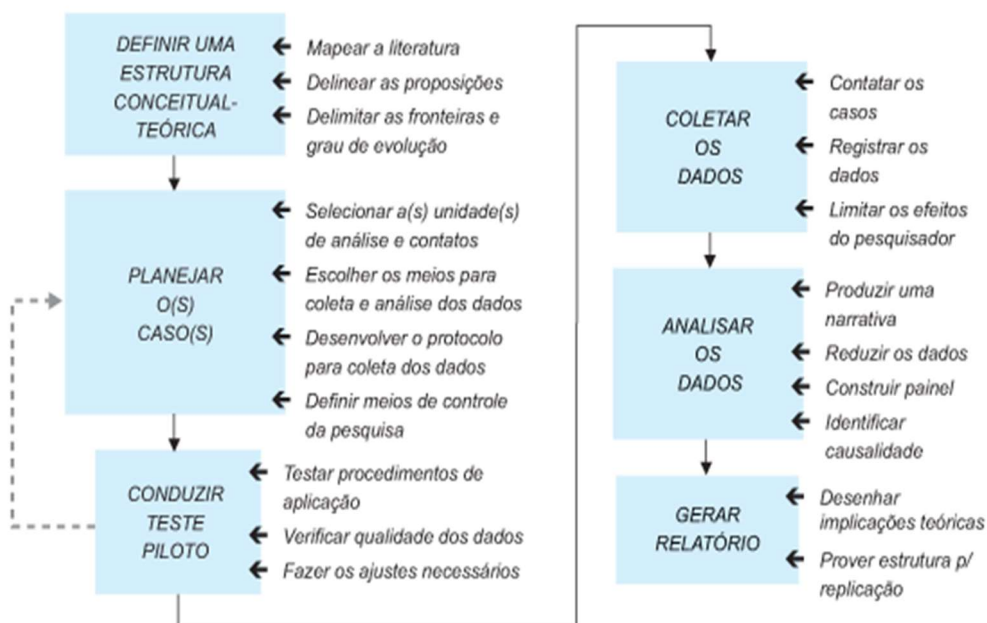 DEFINIR UMA
ESTRUTURA
CONCEITUAL-
TEÓRICA
Mapear a literatura
Delinear as proposições
Delimitar as fronteiras e
grau de evolução
PLANEJAR
O(S)
CASO(S)
Selecionar a(s) unidade(s)
de análise e contatos
Escolher os meios para
coleta e análise dos dados
Desenvolver o protocolo
para coleta dos dados
Definir meios de controle
da pesquisa
CONDUZIR
TESTE
PILOTO
Testar procedimentos de
aplicação
Verificar qualidade dos dados
Fazer os ajustes necessários
COLETAR
OS
DADOS
Contatar os
casos
Registrar os
dados
Limitar os efeitos
do pesquisador
ANALISAR
OS
DADOS
Produzir uma
narrativa
Reduzir os dados
Construir painel
Identificar
causalidade
GERAR
RELATÓRIO
Desenhar
implicações teóricas
Prover estrutura p/
replicação